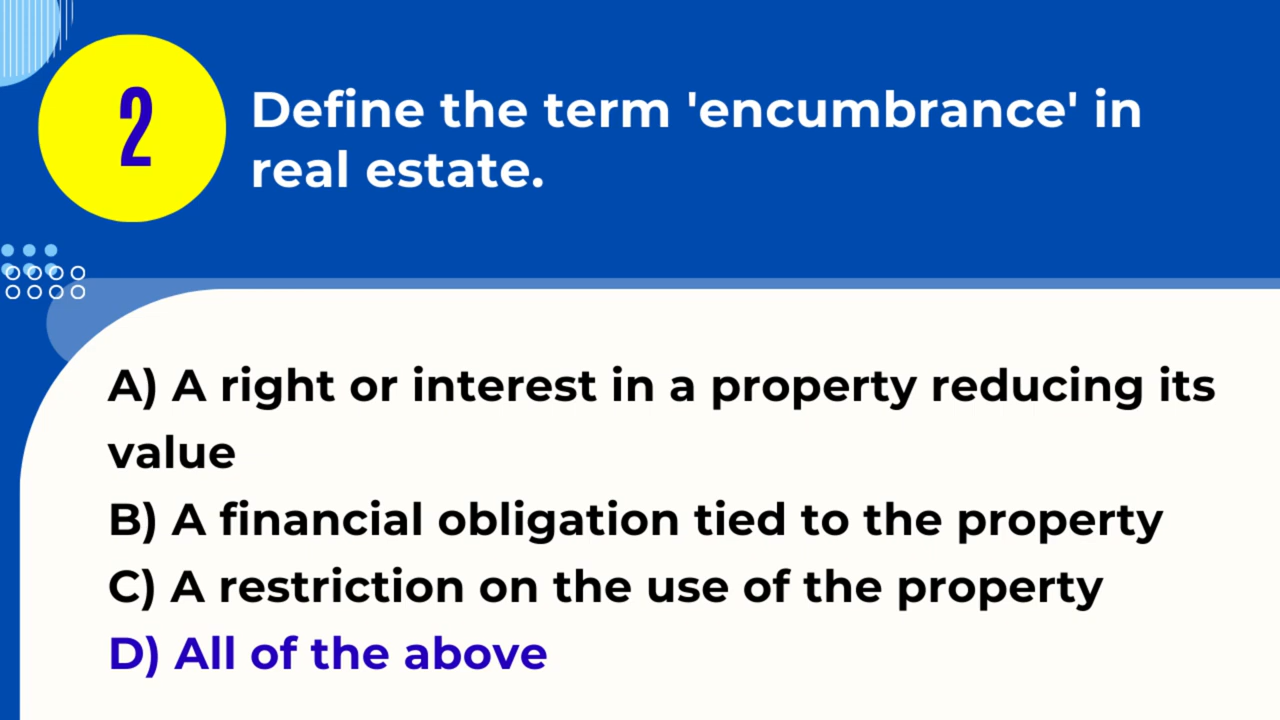 2
Define the term 'encumbrance' in
real estate.
A) A right or interest in a property reducing its
value
B) A financial obligation tied to the property
C) A restriction on the use of the property
D) All of the above